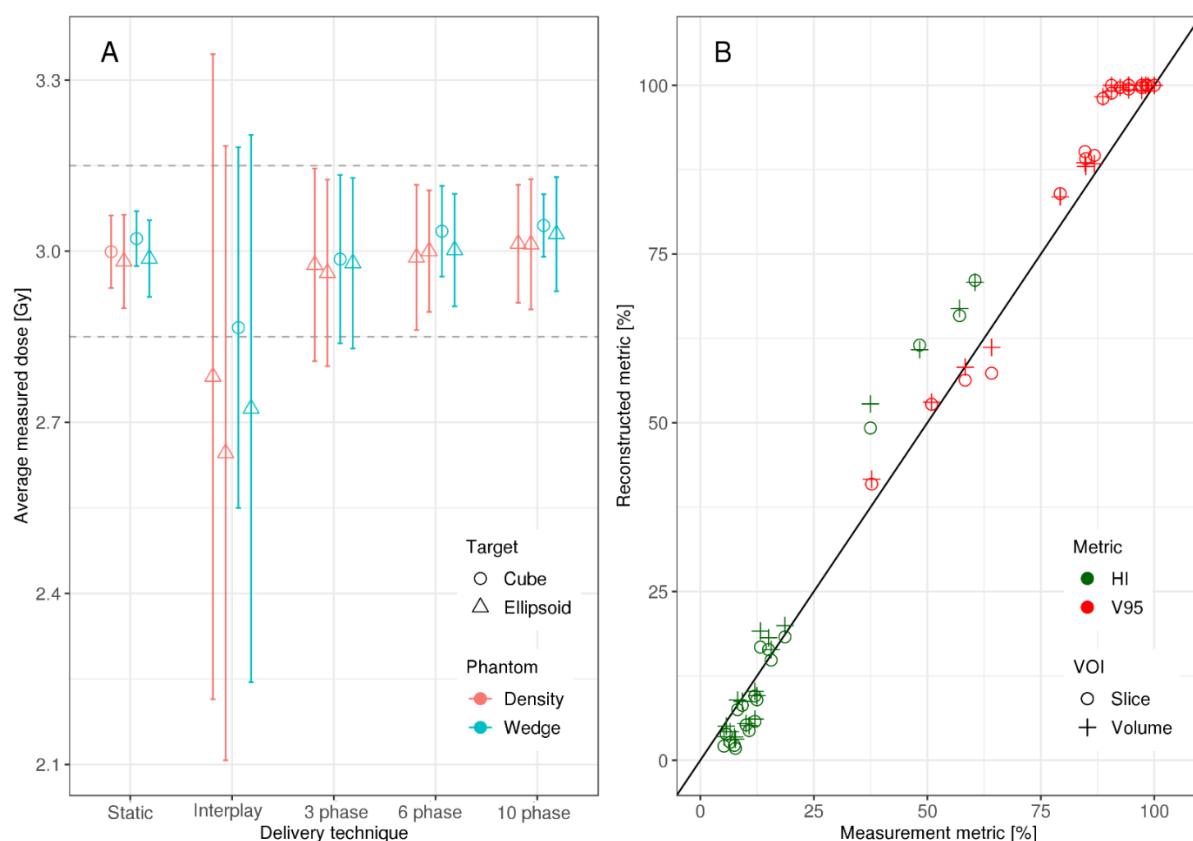 A
Average measured dose [Gy]
3.3
3.0
2.7
2.4
2.1
Target
Cube
Ellipsoid
Phantom
Density
Wedge
Static
Interplay
3 phase
6 phase
10 phase
Delivery technique
B
Reconstructed metric [%]
100
75
50
25
0
Metric
HI
V95
VOI
Slice
Volume
0
25
50
75
100
Measurement metric [%]